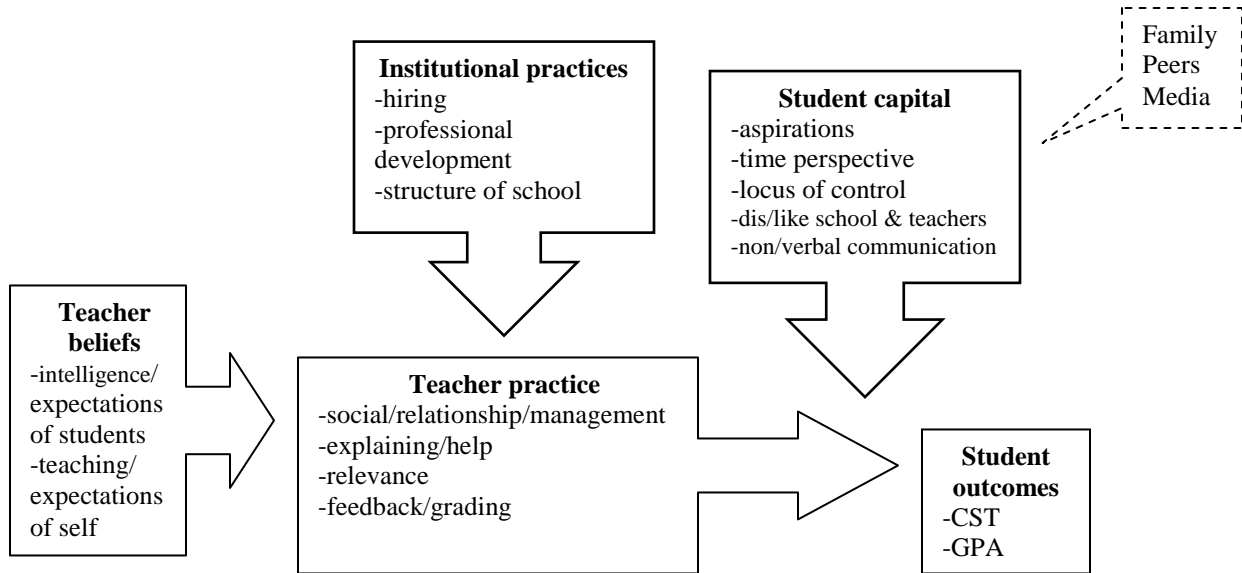 Family
Peers
Media
Institutional practices
-hiring
-professional
development
-structure of school
Student capital
-aspirations
-time perspective
-locus of control
-dis/like school & teachers
-non/verbal communication
Teacher
beliefs
-intelligence/
expectations
of students
-teaching/
expectations
of self
Teacher practice
-social/relationship/management
-explaining/help
-relevance
-feedback/grading
Student
outcomes
-CST
-GPA